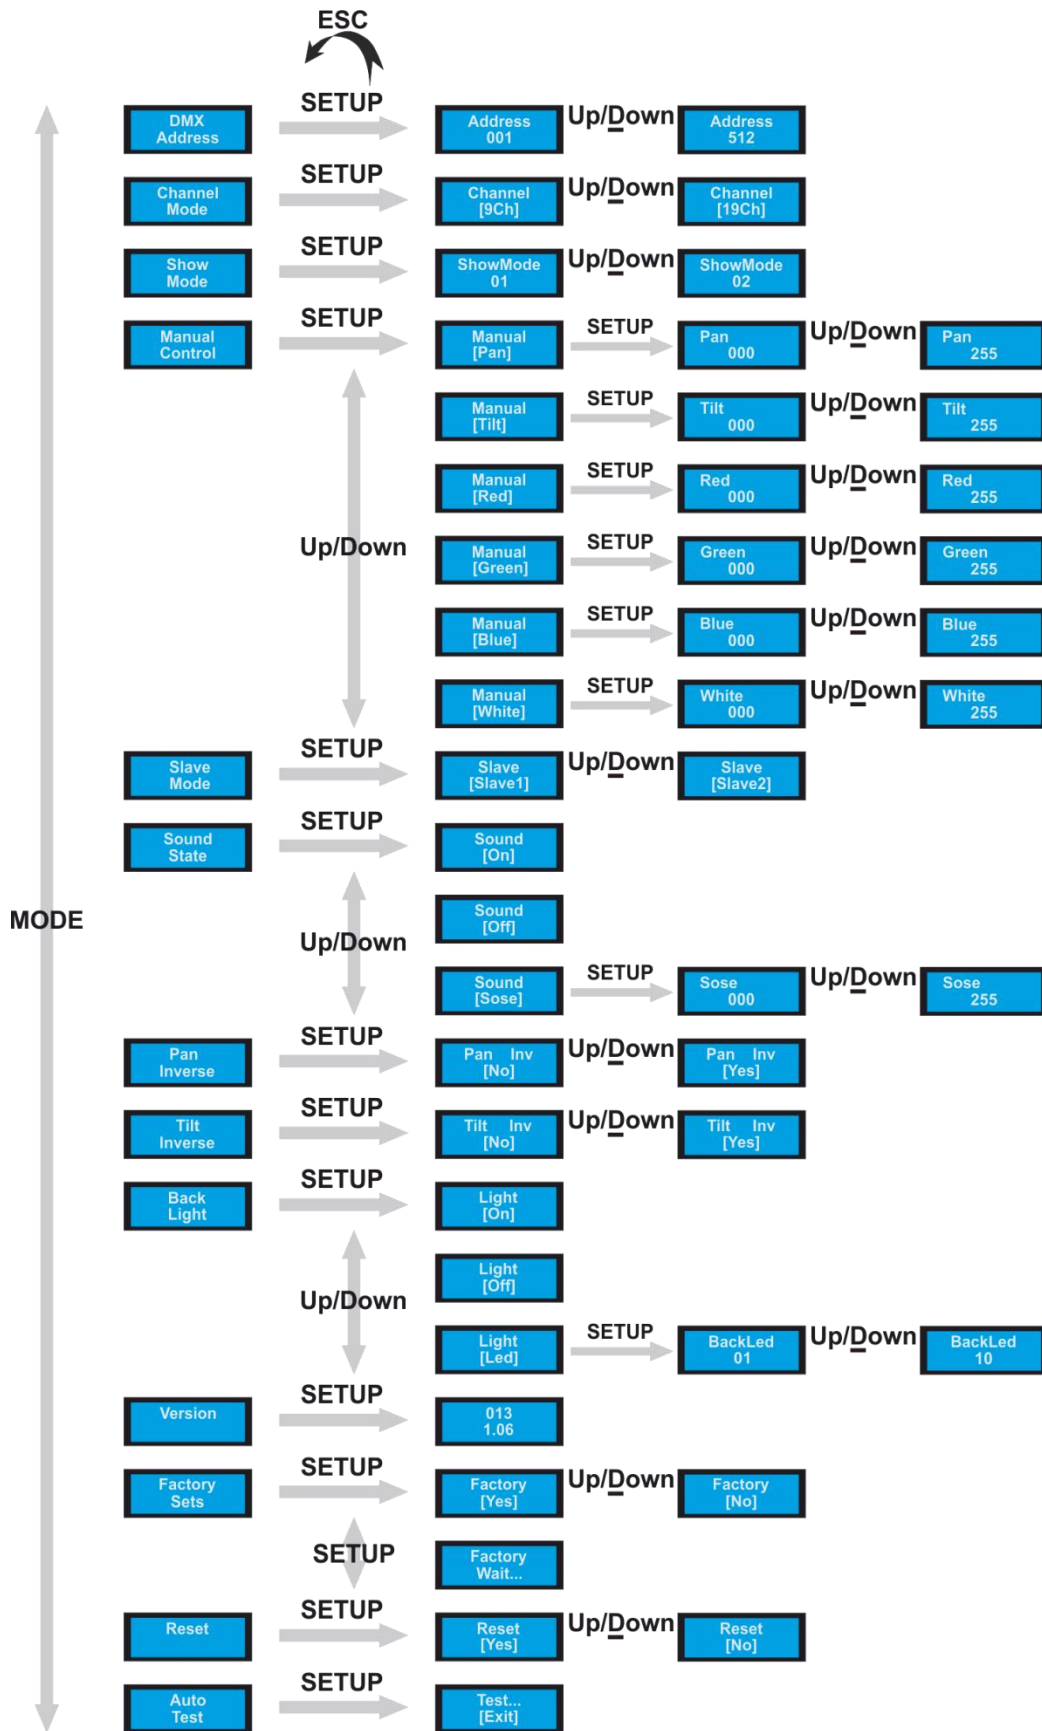 ESC
SETUP
DMX
Address
Address
001
Up/Down
Address
512
SETUP
Channel
Mode
Channel
[9Ch]
Up/Down
Channel
[19Ch]
SETUP
Show
Mode
ShowMode
01
Up/Down
ShowMode
02
SETUP
Manual
Control
Manual
[Pan]
SETUP
Pan
000
Up/Down
Pan
255
Manual
[Tilt]
SETUP
Tilt
000
Up/Down
Tilt
255
Manual
[Red]
SETUP
Red
000
Up/Down
Red
255
Up/Down
Manual
[Green]
SETUP
Green
000
Up/Down
Green
255
Manual
[Blue]
SETUP
Blue
000
Up/Down
Blue
255
Manual
[White]
SETUP
White
000
Up/Down
White
255
SETUP
Slave
Mode
Slave
[Slave1]
Up/Down
Slave
[Slave2]
SETUP
Sound
State
Sound
[On]
MODE
Up/Down
Sound
[Off]
Sound
[Sose]
SETUP
Sose
000
Up/Down
Sose
255
SETUP
Pan
Inverse
Pan Inv
[No]
Up/Down
Pan Inv
[Yes]
SETUP
Tilt
Inverse
Tilt Inv
[No]
Up/Down
Tilt Inv
[Yes]
SETUP
Back
Light
Light
[On]
Up/Down
Light
[Off]
Light
[Led]
SETUP
BackLed
01
Up/Down
BackLed
10
SETUP
Version
013
1.06
SETUP
Factory
Sets
Factory
[Yes]
Up/Down
Factory
[No]
SETUP
Factory
Wait...
SETUP
Reset
Reset
[Yes]
Up/Down
Reset
[No]
SETUP
Auto
Test
Test...
[Exit]